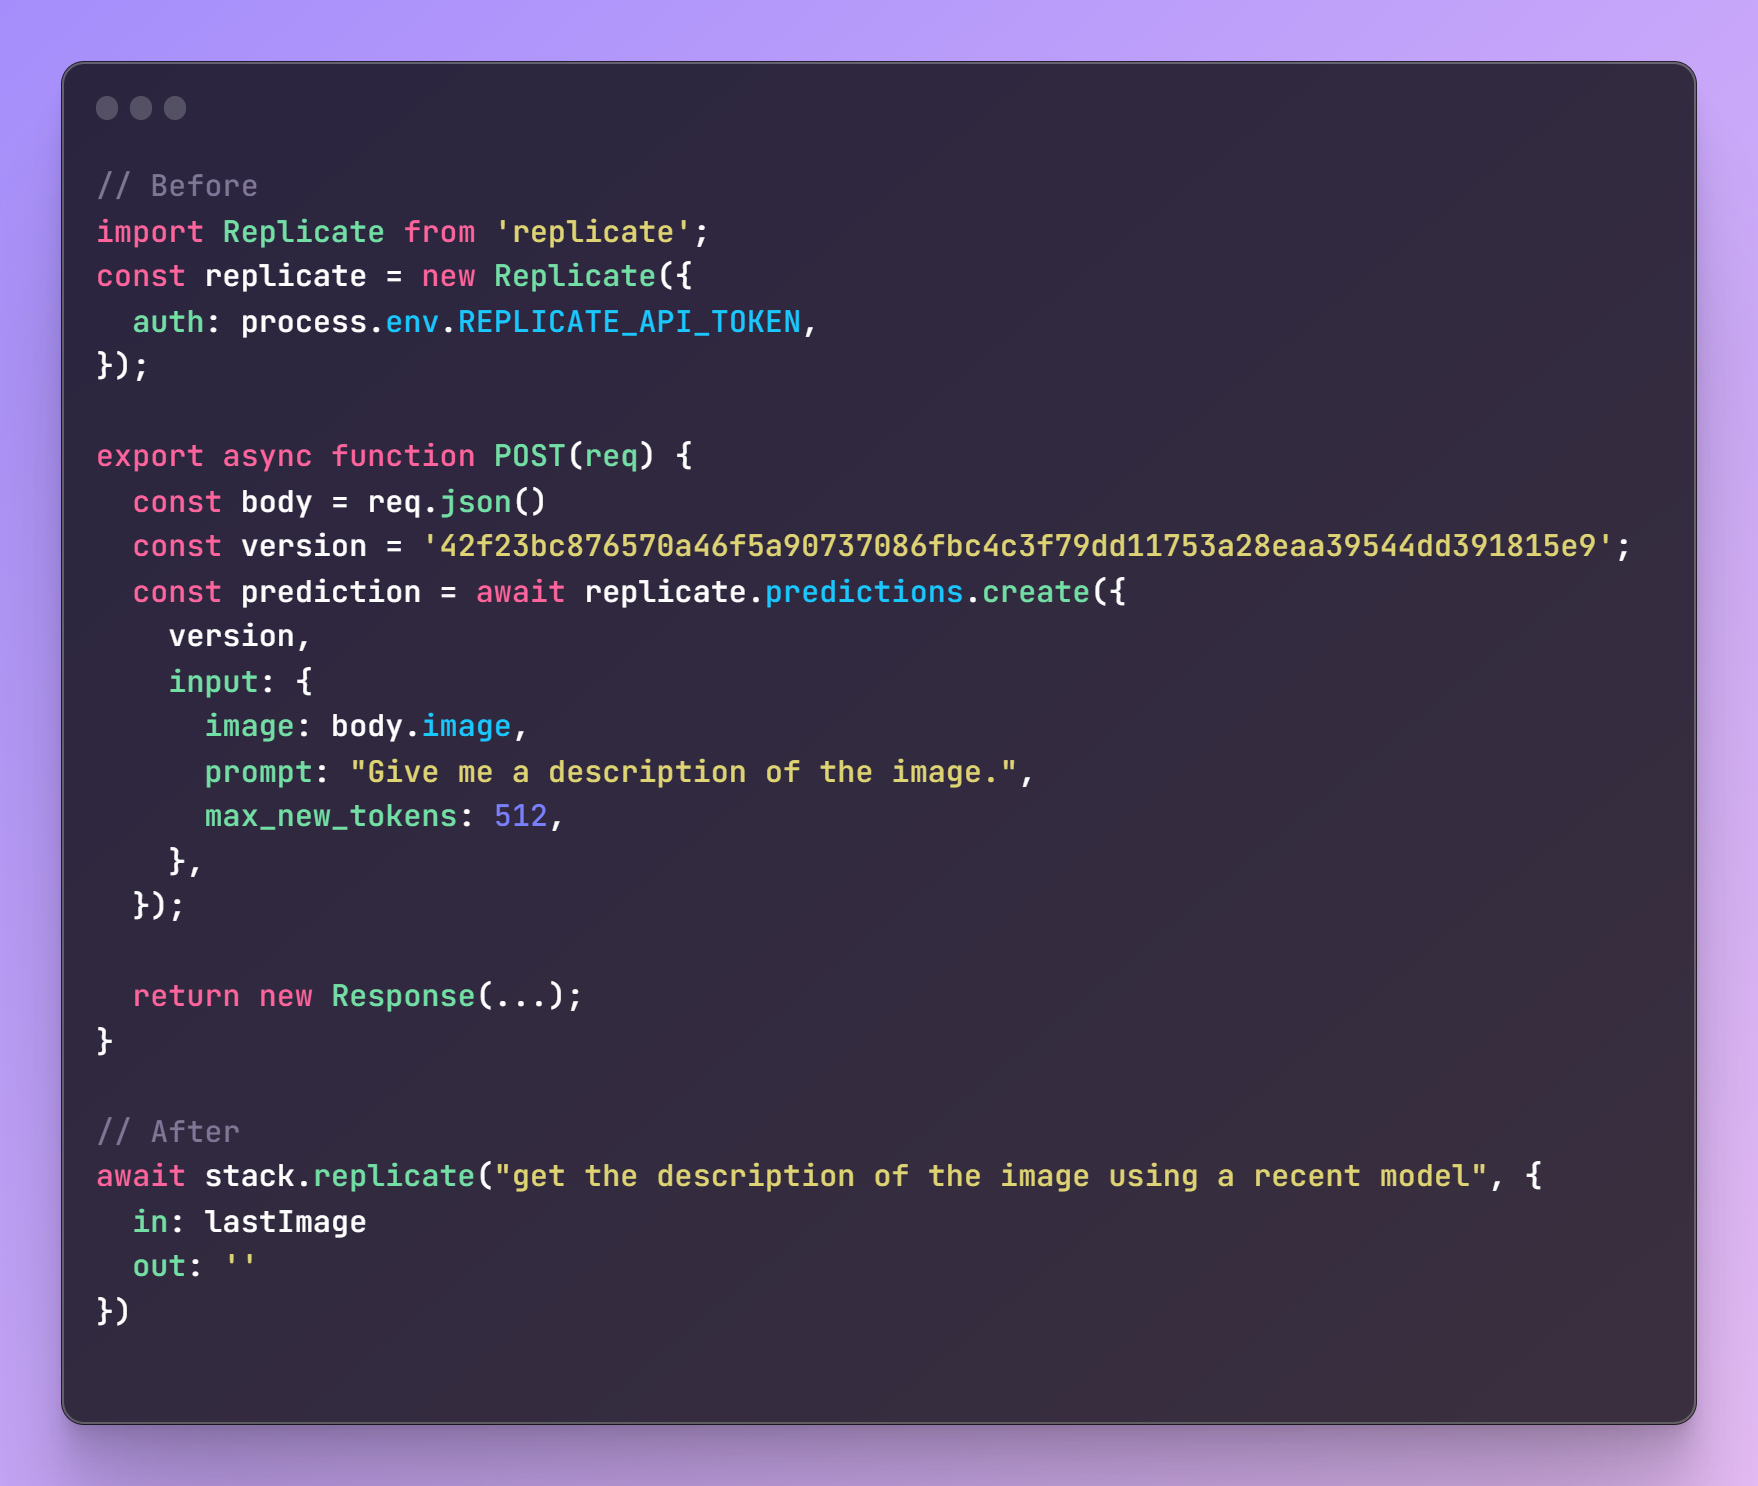 // Before
import Replicate from 'replicate';
const replicate = new Replicate({
  auth: process.env.REPLICATE_API_TOKEN,
});

export async function POST(req) {
  const body = req.json()
  const version = '42f23bc876570a46f5a90737086fbc4c3f79dd11753a28eaa39544dd391815e9';
  const prediction = await replicate.predictions.create({
    version,
    input: {
      image: body.image,
      prompt: "Give me a description of the image.",
      max_new_tokens: 512,
    },
  });

  return new Response(...);
}

// After
await stack.replicate("get the description of the image using a recent model", {
  in: lastImage
  out: ''
})